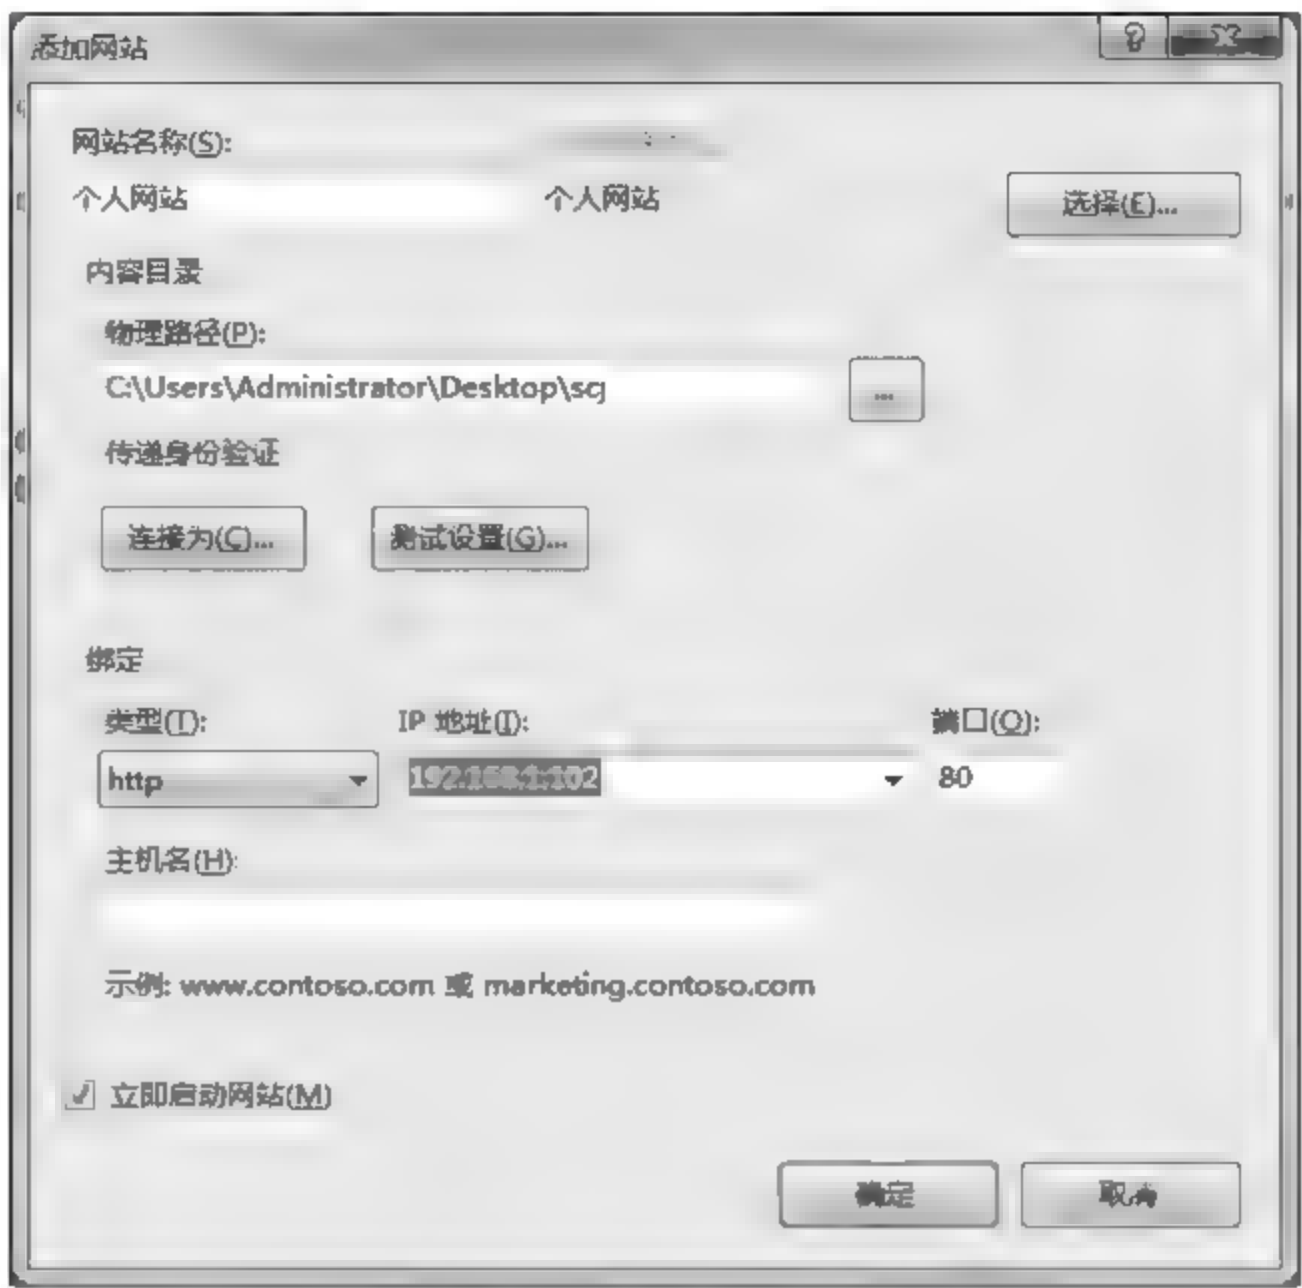 添加网站
网站名称(S):
个人网站 个人网站 选择(E)...
内容目录
物理路径(P):
C:\Users\Administrator\Desktop\scj ...
传递身份验证
连接为(C)... 测试设置(G)...
绑定
类型(T): IP 地址(I): 端口(O):
http 192.168.1.102 80
主机名(H):
示例: www.contoso.com 或 marketing.contoso.com
立即启动网站(M)
确定 取消